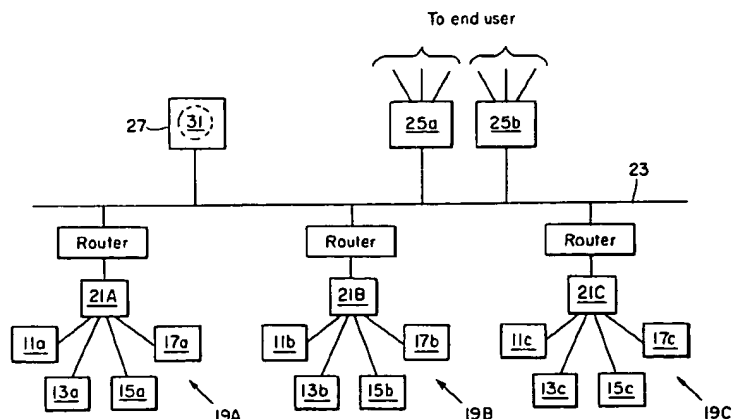 To end user
27
31
25a
25b
23
Router
Router
Router
21A
21B
21C
11a
17a
11b
17b
11c
17c
13a
15a
13b
15b
13c
15c
19A
19B
19C